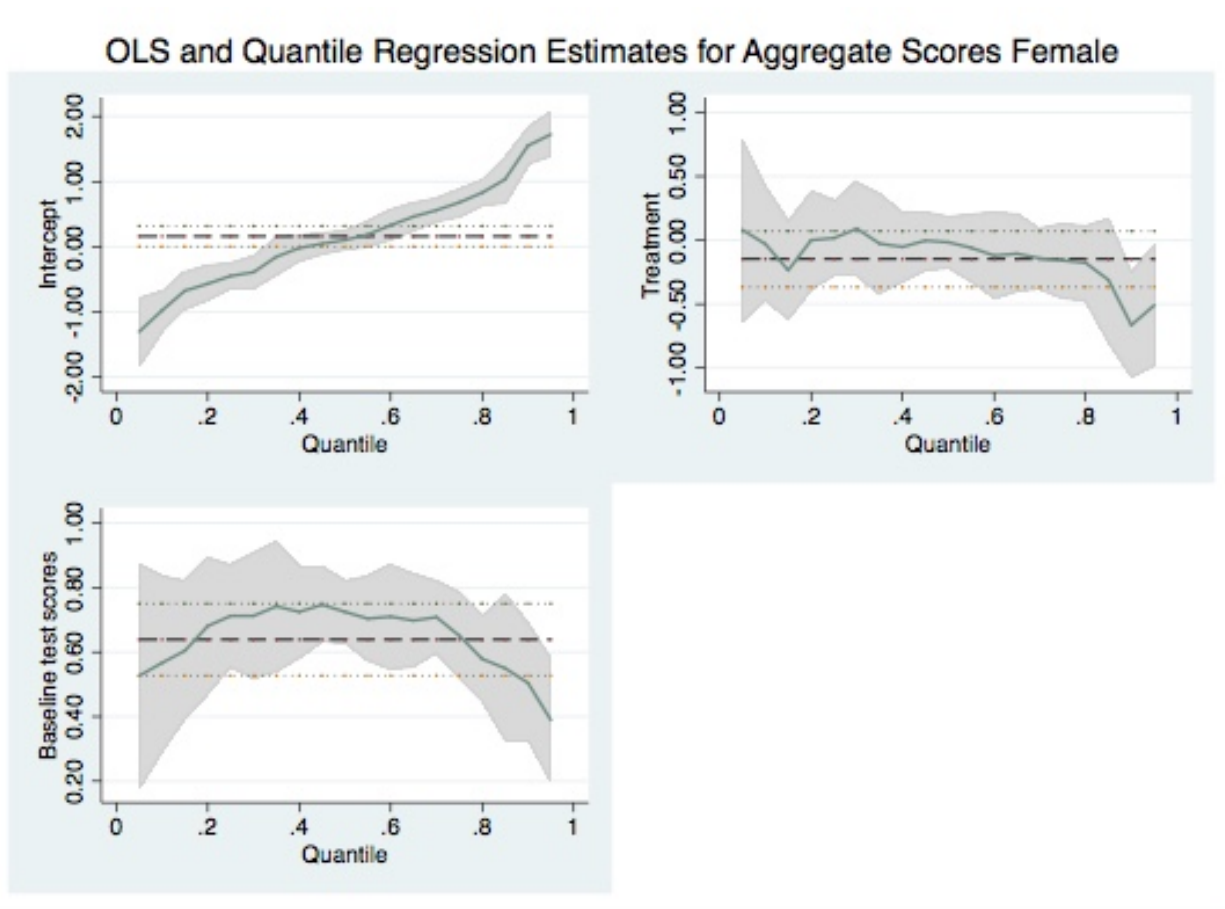 OLS and Quantile Regression Estimates for Aggregate Scores Female
Intercept
2.00
1.00
0.00
-1.00
-2.00
0 .2 .4 .6 .8 1
Quantile
Treatment
1.00
0.50
0.00
-0.50
-1.00
0 .2 .4 .6 .8 1
Quantile
Baseline test scores
1.00
0.80
0.60
0.40
0.20
0 .2 .4 .6 .8 1
Quantile